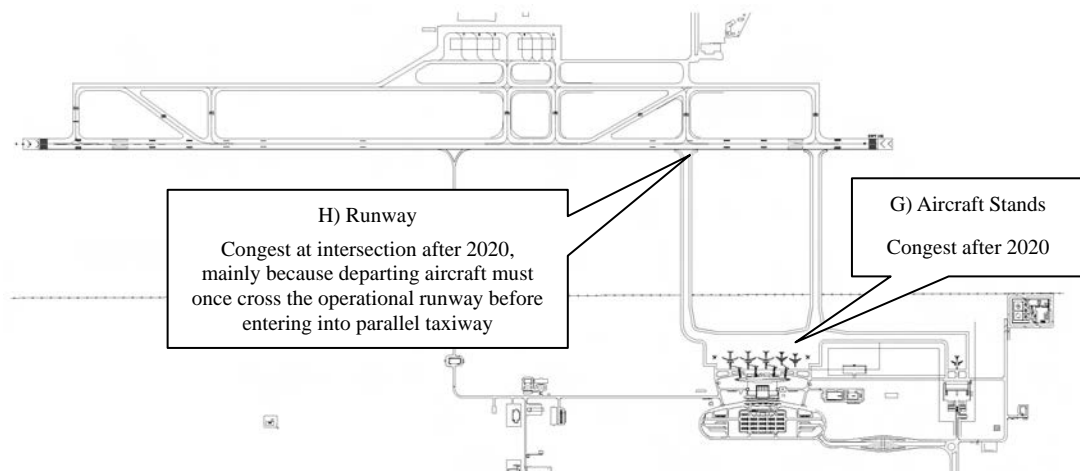 H) Runway
Congest at intersection after 2020,
mainly because departing aircraft must
once cross the operational runway before
entering into parallel taxiway
G) Aircraft Stands
Congest after 2020